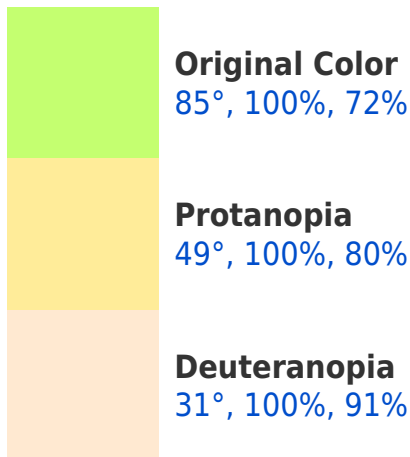 Original Color
85°, 100%, 72%
Protanopia
49°, 100%, 80%
Deuteranopia
31°, 100%, 91%